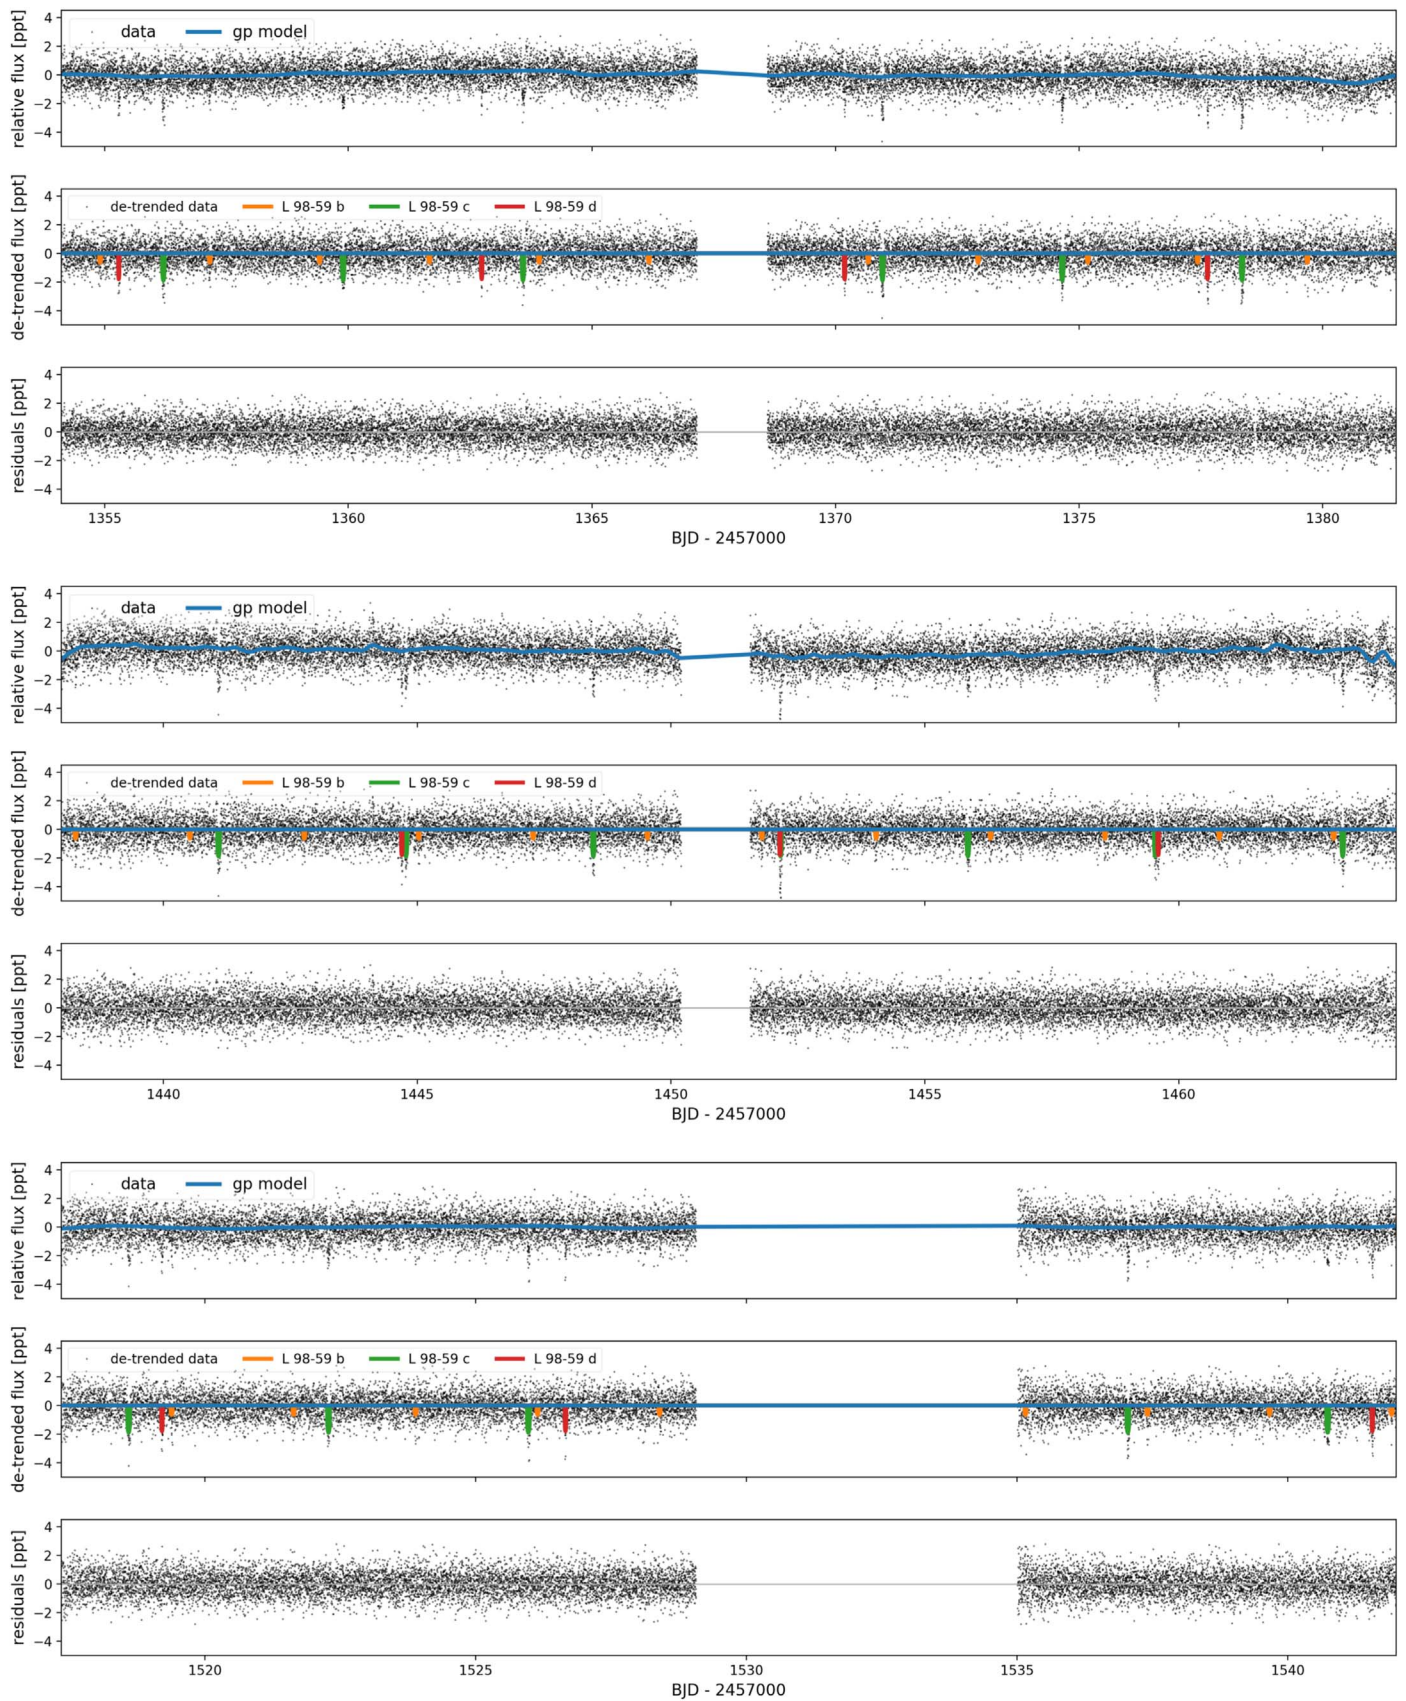 relative flux [ppt]
4
2
0
−2
−4
data gp model
de-trended flux [ppt]
4
2
0
−2
−4
de-trended data L 98-59 b L 98-59 c L 98-59 d
residuals [ppt]
4
2
0
−2
−4
1355 1360 1365 1370 1375 1380
BJD - 2457000
relative flux [ppt]
4
2
0
−2
−4
data gp model
de-trended flux [ppt]
4
2
0
−2
−4
de-trended data L 98-59 b L 98-59 c L 98-59 d
residuals [ppt]
4
2
0
−2
−4
1440 1445 1450 1455 1460
BJD - 2457000
relative flux [ppt]
4
2
0
−2
−4
data gp model
de-trended flux [ppt]
4
2
0
−2
−4
de-trended data L 98-59 b L 98-59 c L 98-59 d
residuals [ppt]
4
2
0
−2
−4
1520 1525 1530 1535 1540
BJD - 2457000